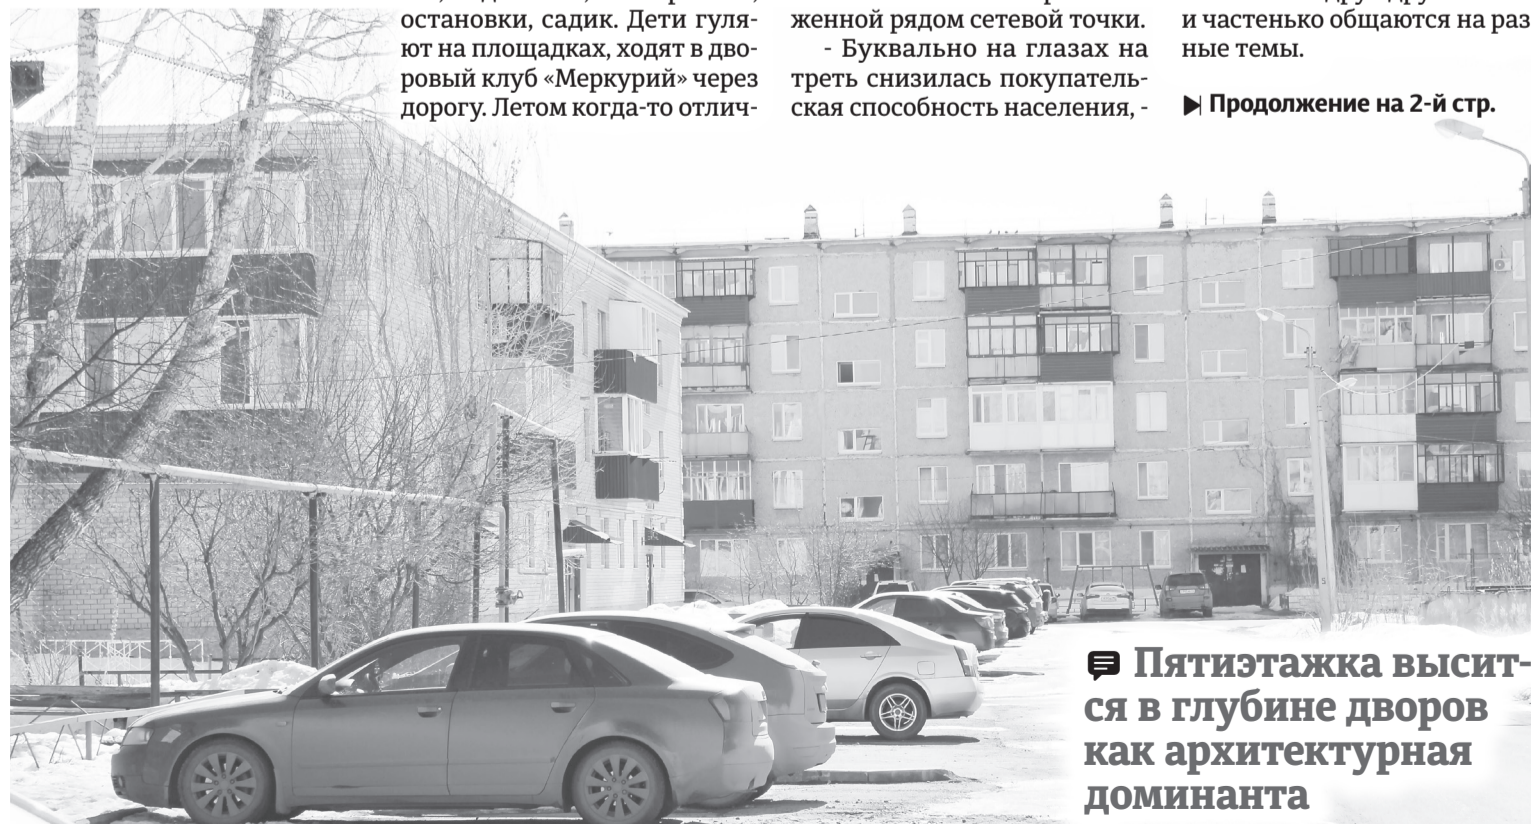 остановки, садик. Дети гуля-
ют на площадках, ходят в дво-
ровый клуб «Меркурий» через
дорогу. Летом когда-то отлич-
женной рядом сетевой точки.
- Буквально на глазах на
треть снизилась покупатель-
ская способность населения, -
и частенько общаются на раз
ные темы.
Продолжение на 2-й стр.
Пятиэтажка высит-
ся в глубине дворов
как архитектурная
доминанта